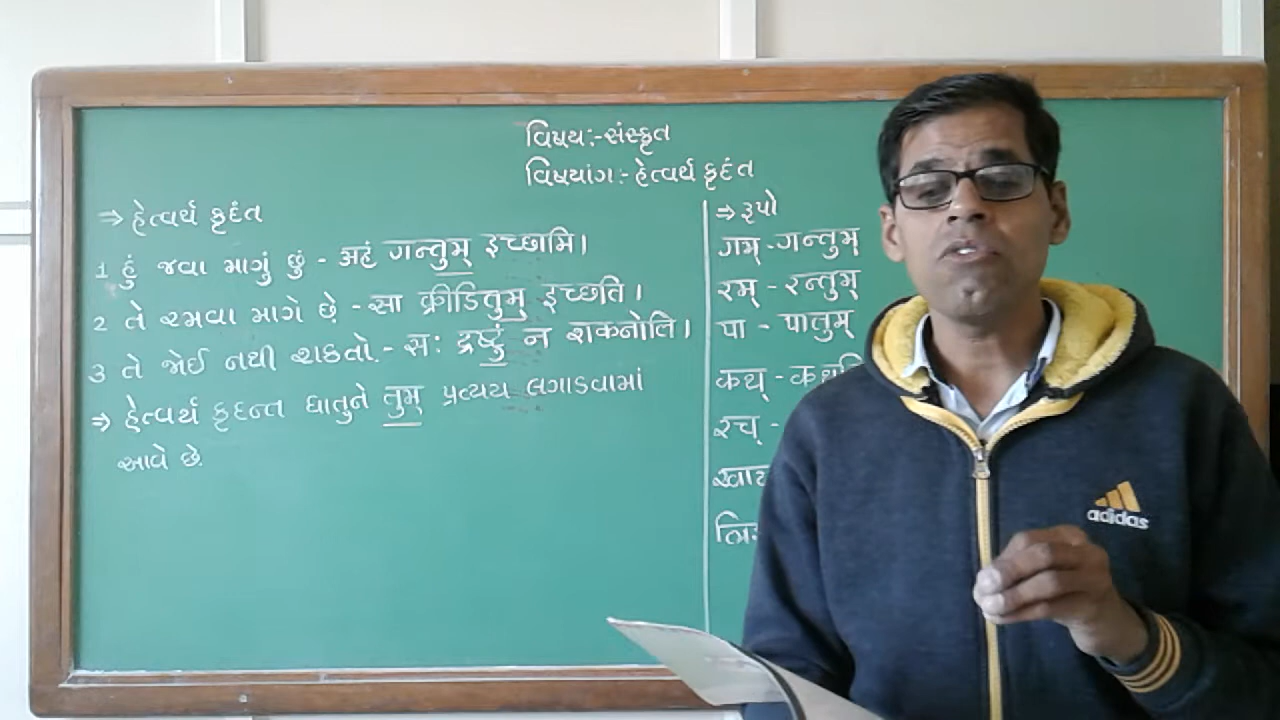 વિષય:-સંસ્કૃત
વિષયાંગ:- હેત્વર્થ કૃદંત
⇒ હેત્વર્થ કૃદંત
1 હું જવા માગું છું - अहं गन्तुम् इच्छामि।
2 તે રમવા માગે છે - सा क्रीडितुम् इच्छति।
3 તે જોઈ નથી શકતો.- सः द्रष्टुं न शक्नोति।
⇒ હેત્વર્થ કૃદન્ત ધાતુને तुम् પ્રત્યય લગાડવામાં
આવે છે.
⇒ રૂપો
गम् - गन्तुम्
रम् - रन्तुम्
पा - पातुम्
कथ् -
रच् -
adidas